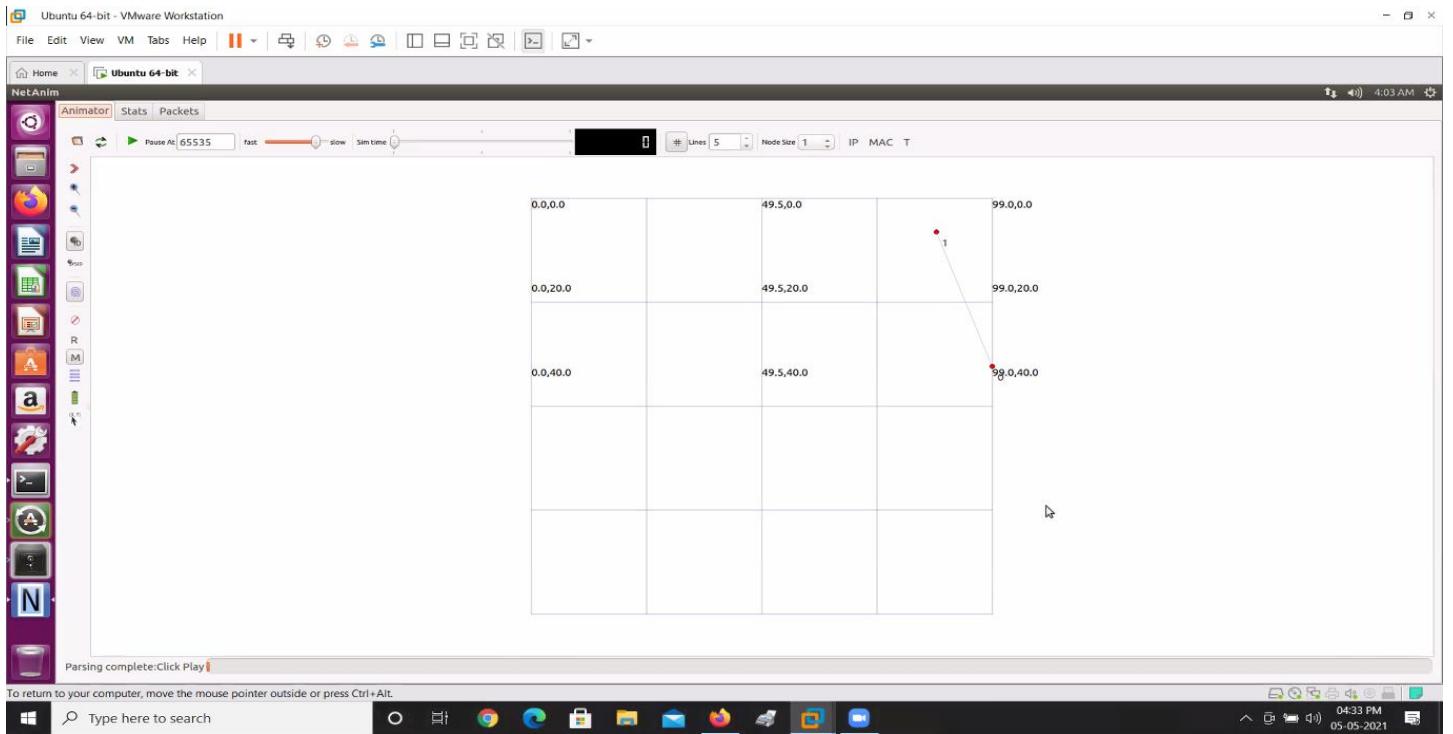 Ubuntu 64-bit - VMware Workstation
File Edit View VM Tabs Help
Home Ubuntu 64-bit
NetAnim 4:03 AM
Animator Stats Packets
Pause At 65535 fast slow Sim time 0 # Lines 5 Node Size 1 IP MAC T
0.0,0.0 49.5,0.0 99.0,0.0
1
0.0,20.0 49.5,20.0 99.0,20.0
R
M
0.0,40.0 49.5,40.0 99.0,40.0
0
Parsing complete:Click Play
To return to your computer, move the mouse pointer outside or press Ctrl+Alt.
Type here to search 04:33 PM
05-05-2021